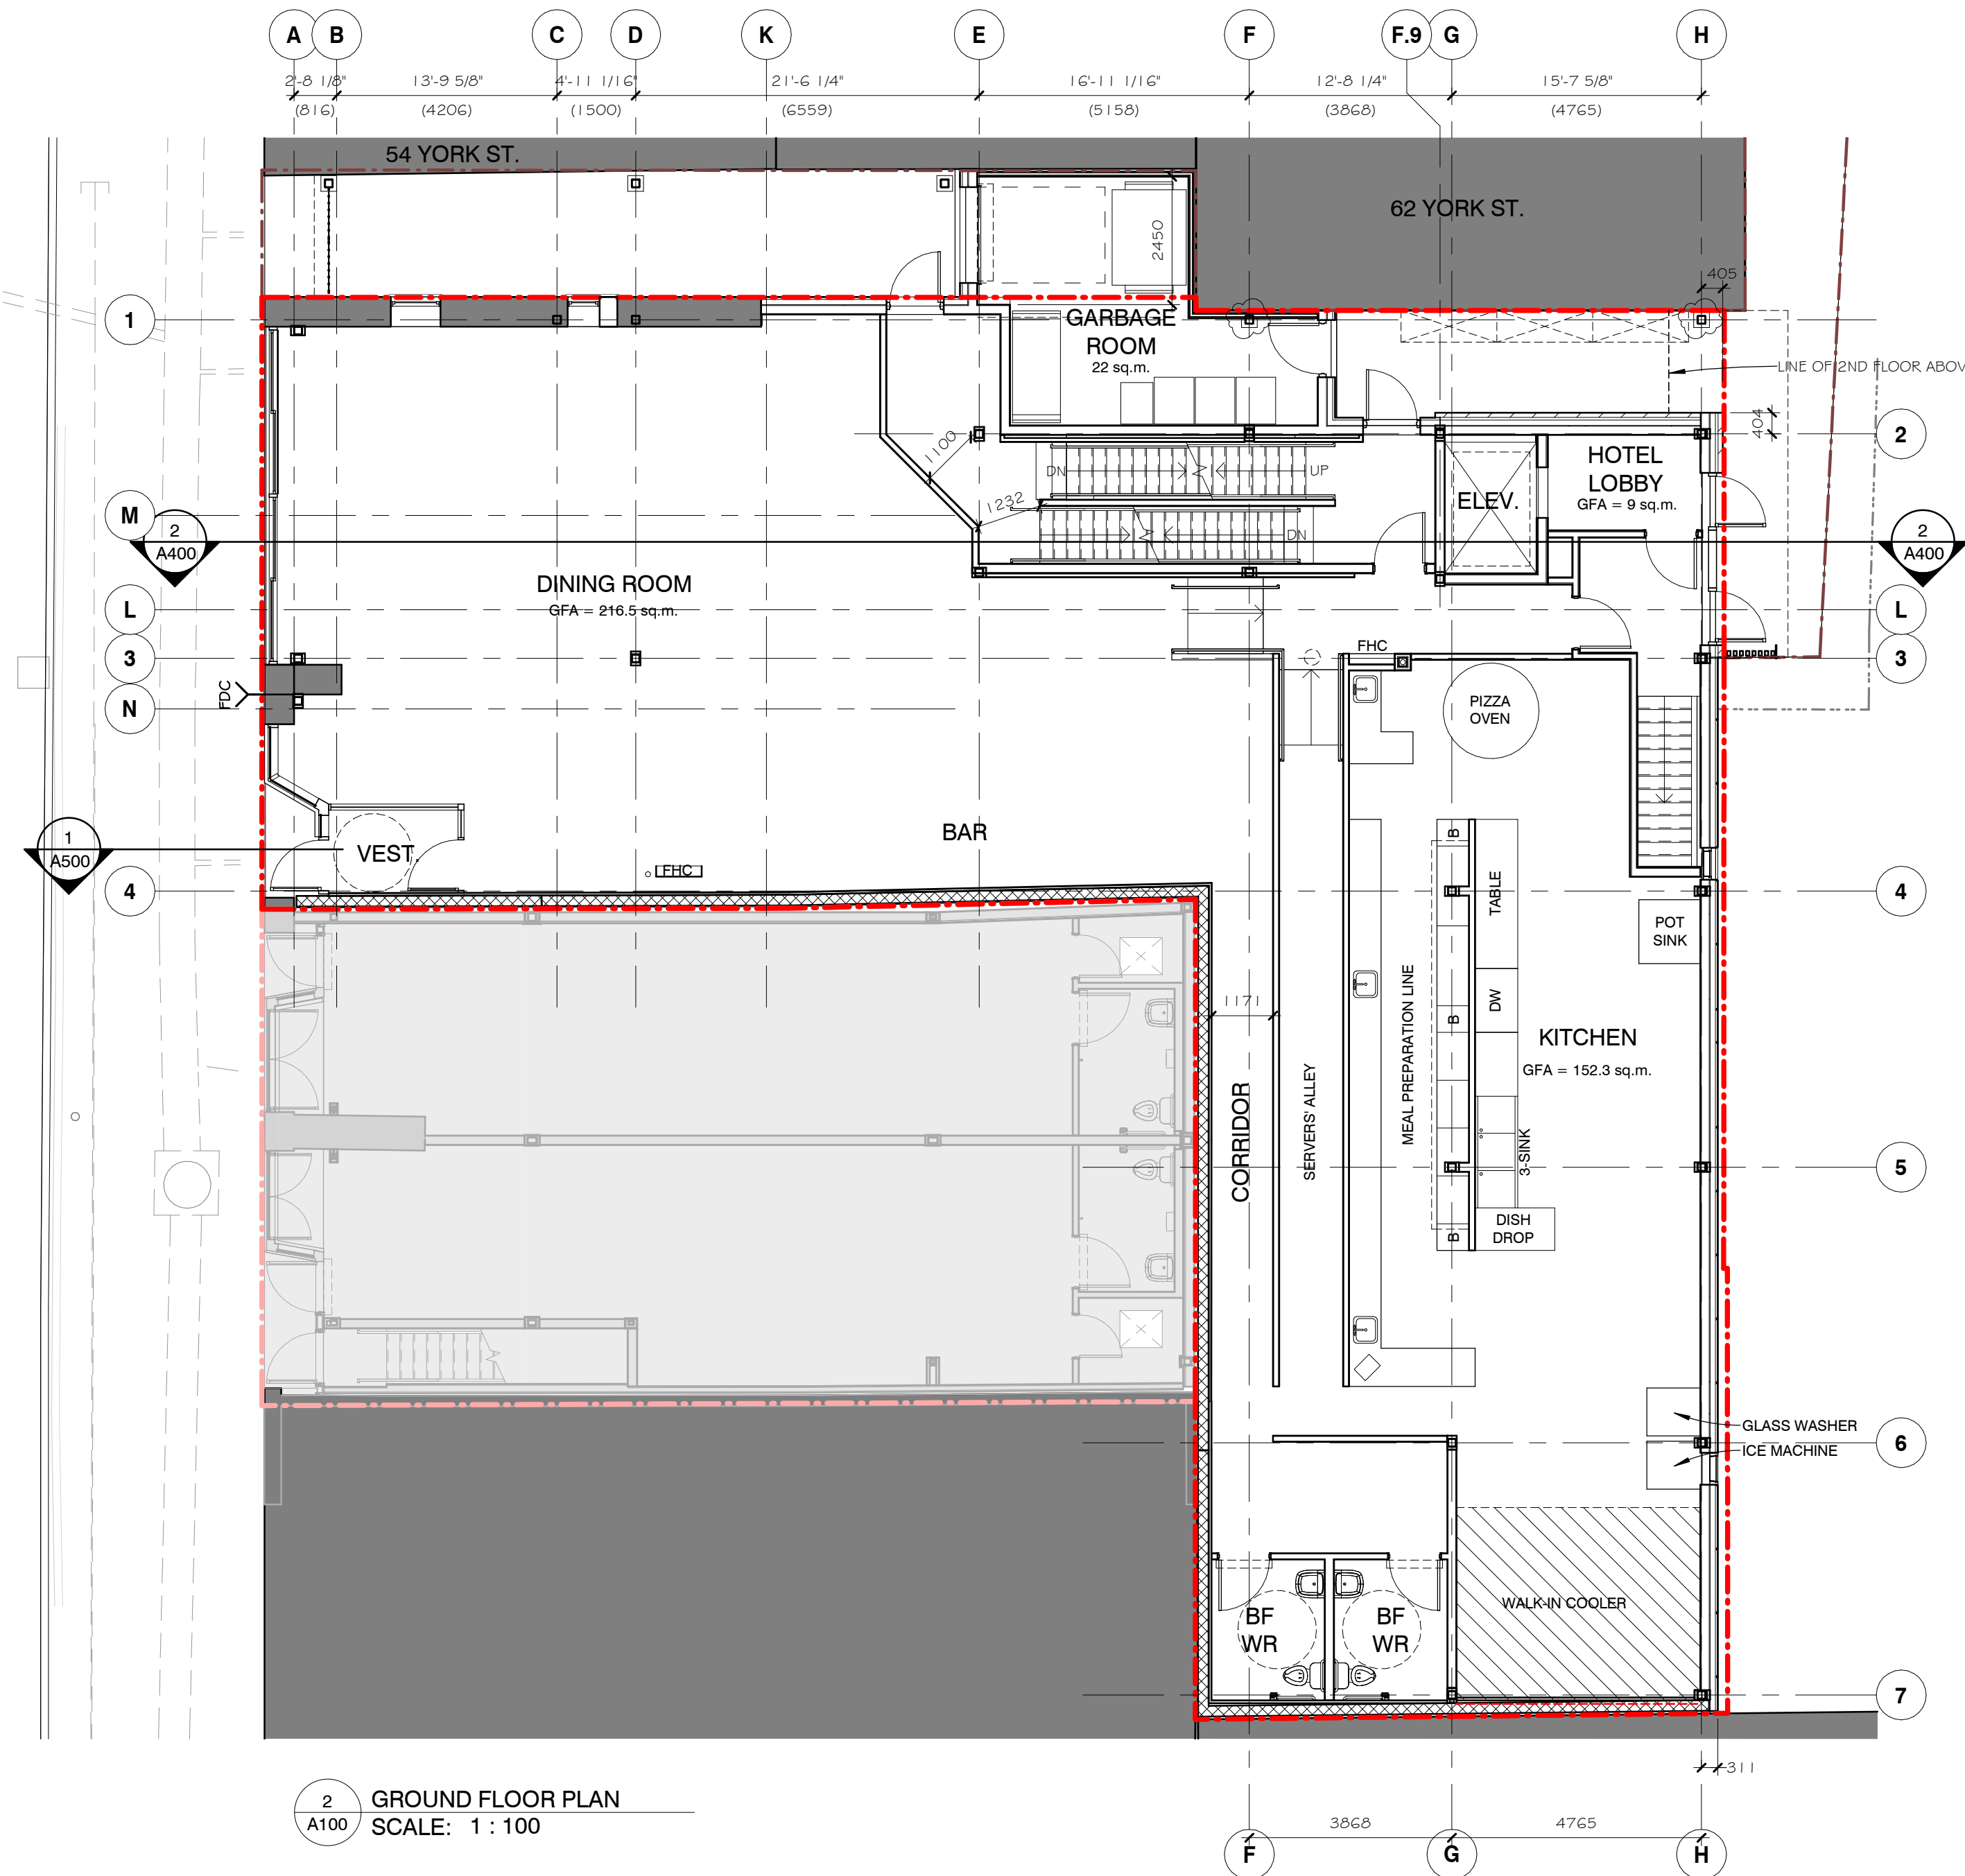 A B C D K E F F.9 G H
2'-8 1/8" 13'-9 5/8" 4'-11 1/16" 21'-6 1/4" 16'-11 1/16" 12'-8 1/4" 15'-7 5/8"
(816) (4206) (1500) (6559) (5158) (3868) (4765)
54 YORK ST.
62 YORK ST.
2450
405
1
GARBAGE
ROOM
22 sq.m.
LINE OF 2ND FLOOR ABOV
404
2
1100
HOTEL
LOBBY
GFA = 9 sq.m.
DN
UP
ELEV.
1232
M
DN
2
A400
2
A400
DINING ROOM
GFA = 216.5 sq.m.
L
L
3
FHC
3
FDC
N
PIZZA
OVEN
BAR
1
A500
VEST.
FHC
B
4
TABLE
4
POT
SINK
1171
MEAL PREPARATION LINE
DW
B
KITCHEN
GFA = 152.3 sq.m.
CORRIDOR
SERVERS' ALLEY
3-SINK
5
DISH
DROP
B
GLASS WASHER
6
ICE MACHINE
BF
WR
BF
WR
WALK-IN COOLER
7
311
2
A100
GROUND FLOOR PLAN
SCALE: 1 : 100
3868 4765
F G H